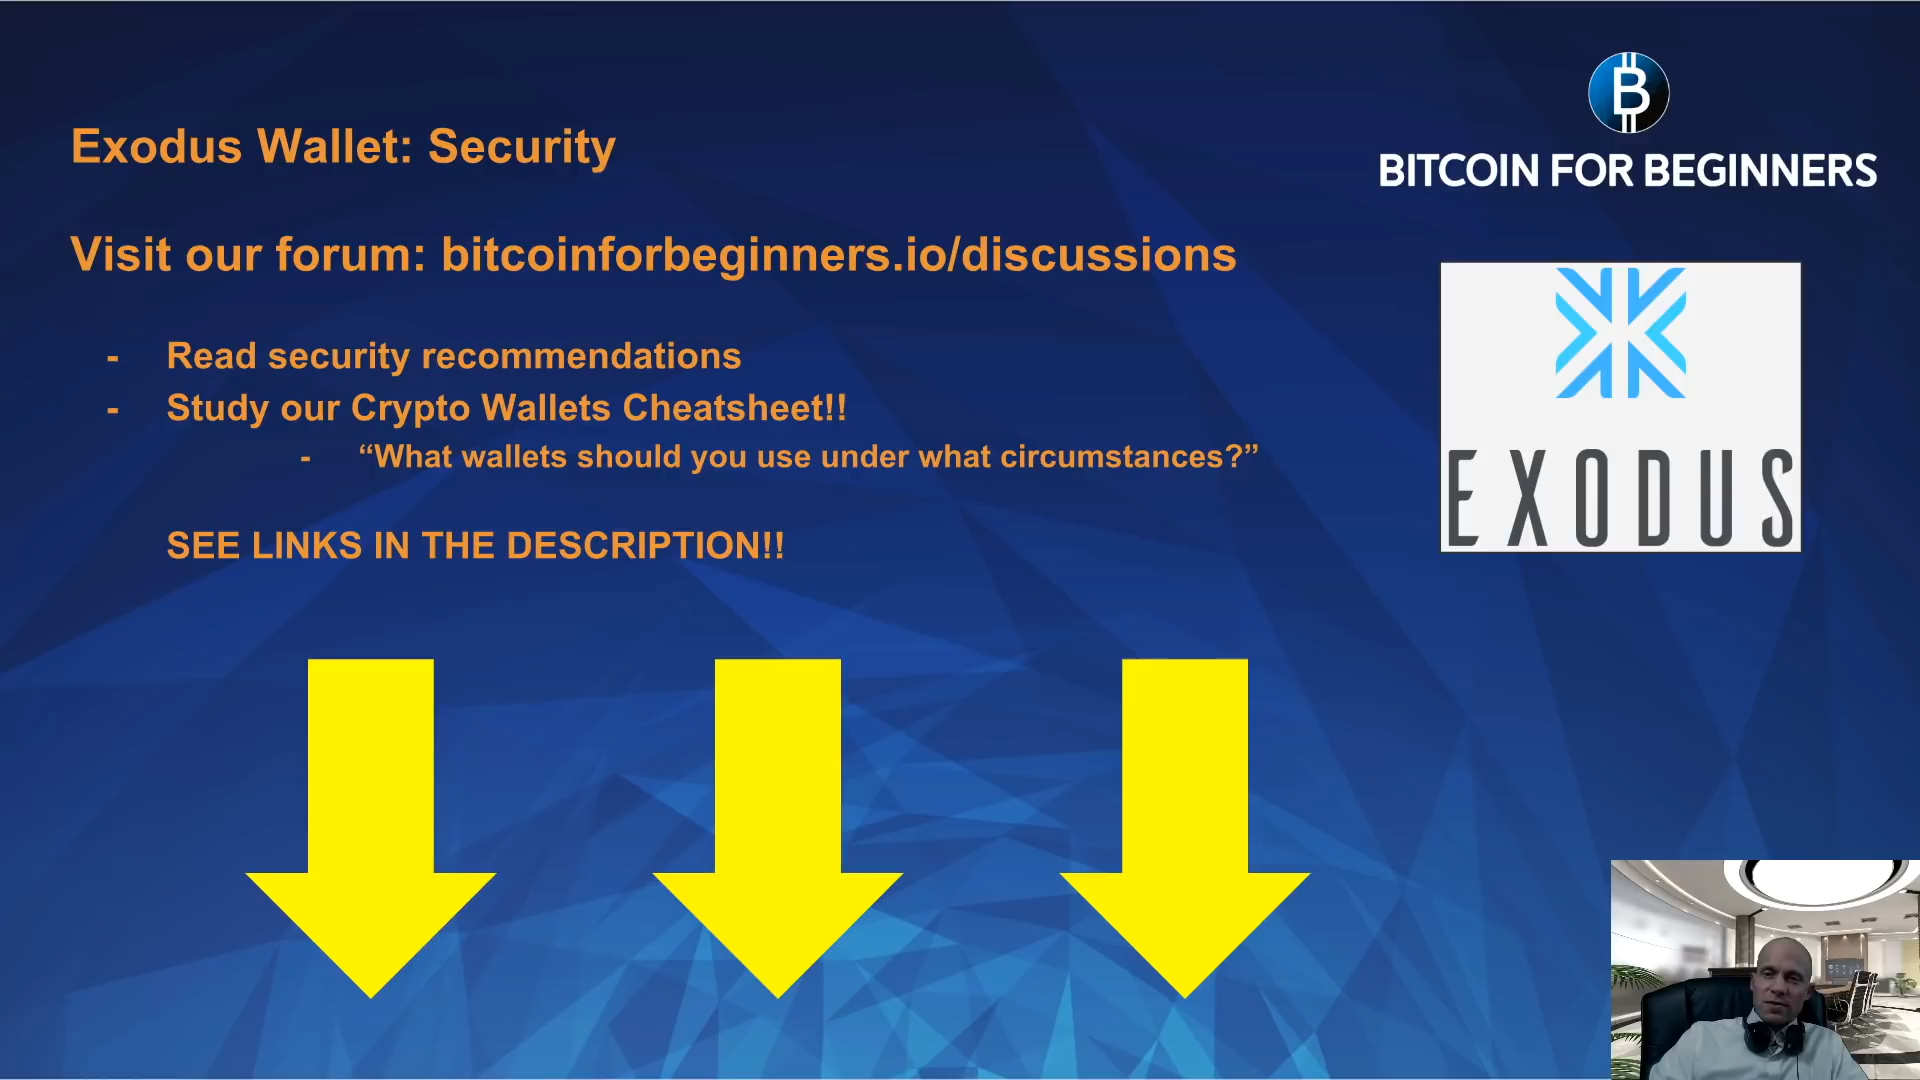 Exodus Wallet: Security
BITCOIN FOR BEGINNERS
Visit our forum: bitcoinforbeginners.io/discussions
- Read security recommendations
- Study our Crypto Wallets Cheatsheet!!
- “What wallets should you use under what circumstances?”
SEE LINKS IN THE DESCRIPTION!!
EXODUS